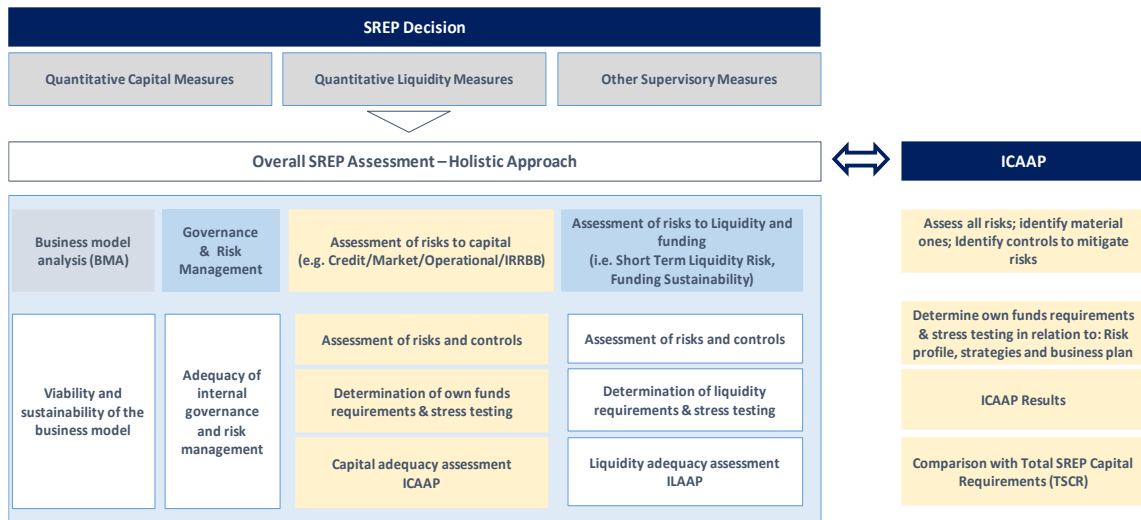 SREP Decision
Quantitative Capital Measures
Quantitative Liquidity Measures
Other Supervisory Measures
Overall SREP Assessment – Holistic Approach
ICAAP
Business model
analysis (BMA)
Governance
& Risk
Management
Assessment of risks to capital
(e.g. Credit/Market/Operational/IRRBB)
Assessment of risks to Liquidity and
funding
(i.e. Short Term Liquidity Risk,
Funding Sustainability)
Assess all risks; identify material
ones; Identify controls to mitigate
risks
Viability and
sustainability of the
business model
Adequacy of
internal
governance
and risk
management
Assessment of risks and controls
Determination of own funds
requirements & stress testing
Capital adequacy assessment
ICAAP
Assessment of risks and controls
Determination of liquidity
requirements & stress testing
Liquidity adequacy assessment
ILAAP
Determine own funds requirements
& stress testing in relation to: Risk
profile, strategies and business plan
ICAAP Results
Comparison with Total SREP Capital
Requirements (TSCR)